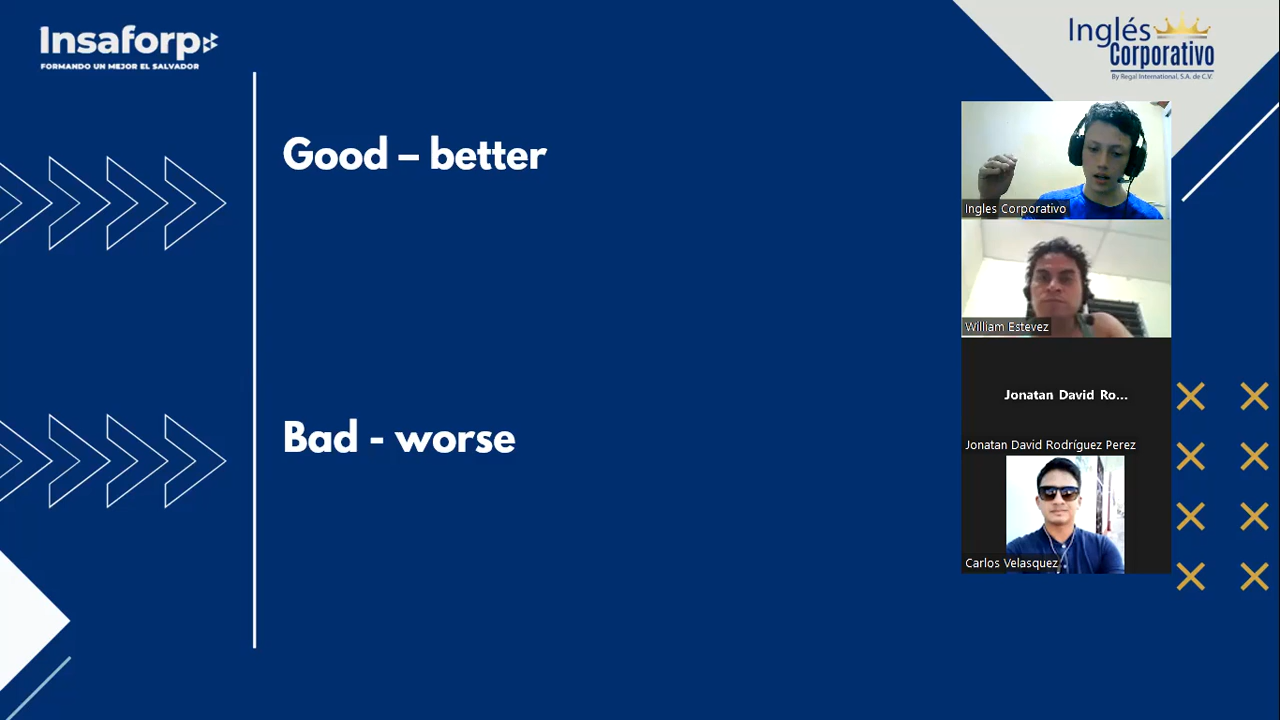 Insaforp
FORMANDO UN MEJOR EL SALVADOR
Inglés
Corporativo
By Regal International, S.A. de C.V.
Good – better
Bad - worse
Ingles Corporativo
William Estevez
Jonatan David Ro...
Jonatan David Rodríguez Perez
Carlos Velasquez